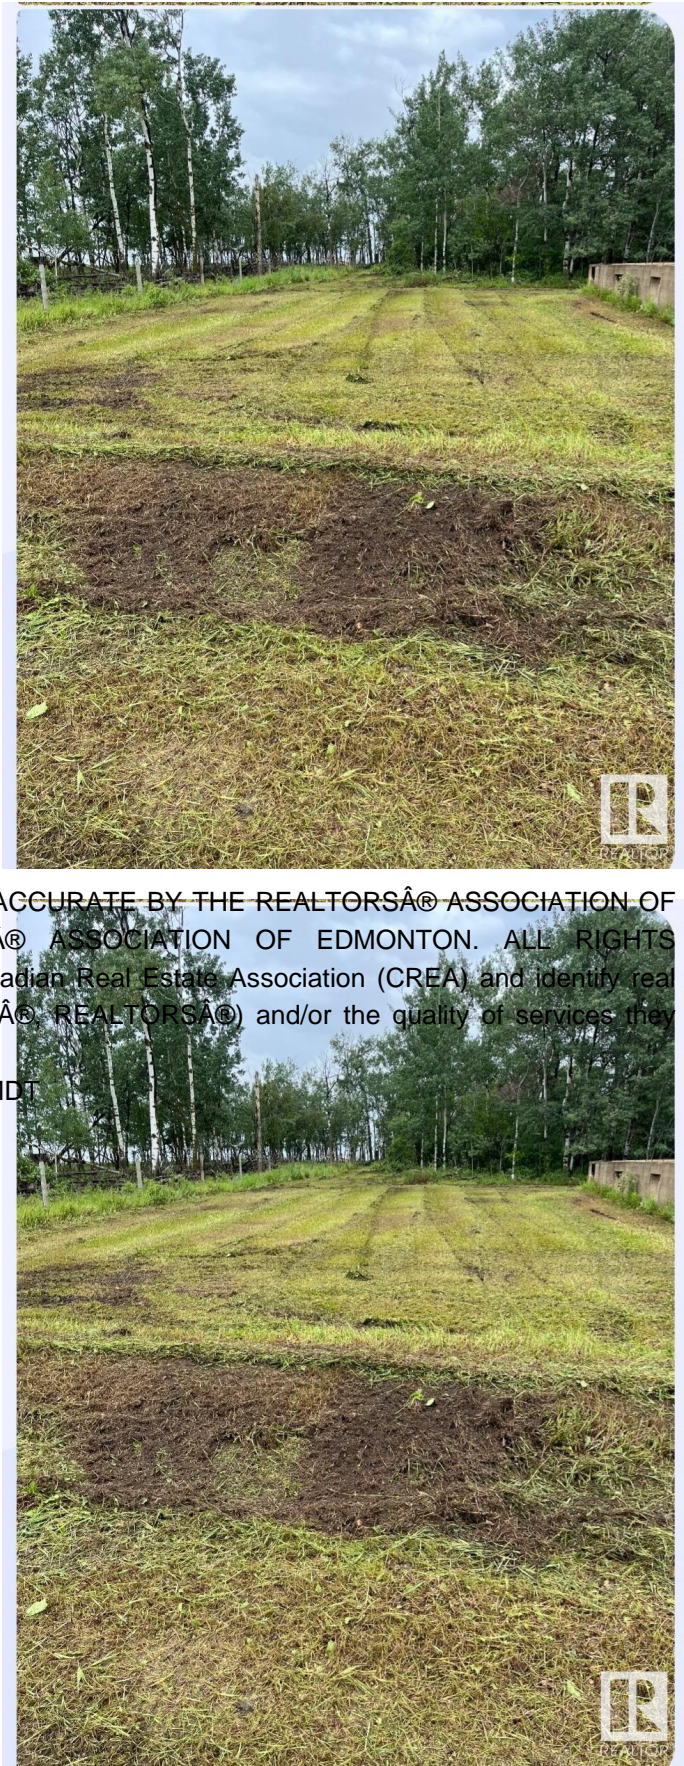 REALTOR
ACCURATE BY THE REALTORSÂ® ASSOCIATION OF
Â® ASSOCIATION OF EDMONTON. ALL RIGHTS
adian Real Estate Association (CREA) and identify real
Â®, REALTORSÂ®) and/or the quality of services they
MDT
REALTOR